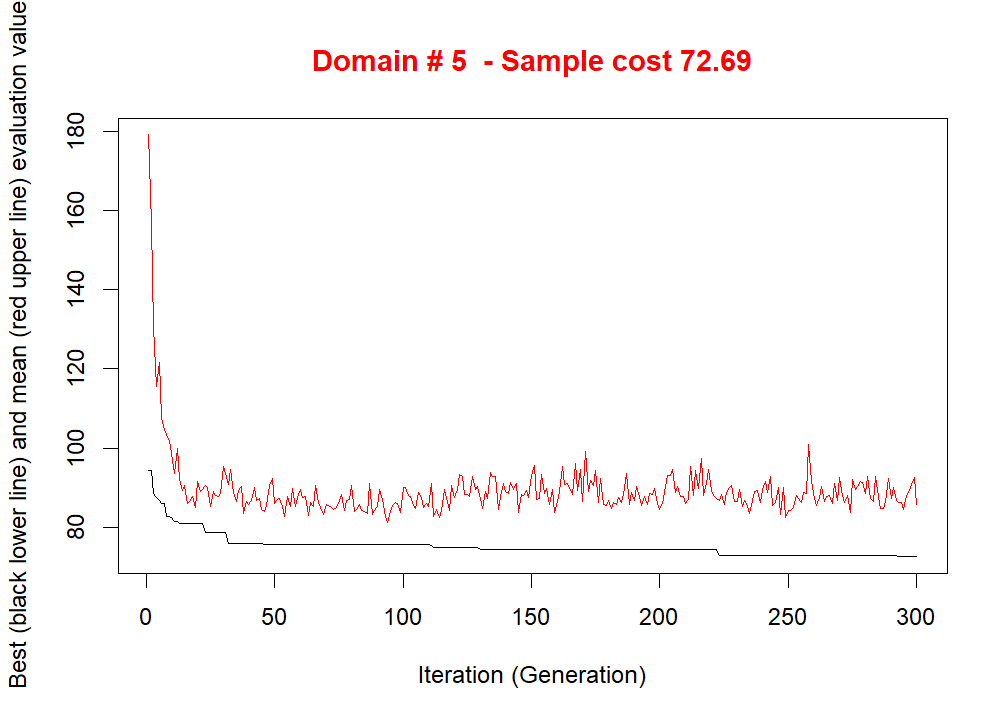 Domain # 5  - Sample cost 72.69
Best (black lower line) and mean (red upper line) evaluation value
180
160
140
120
100
80
0 50 100 150 200 250 300
Iteration (Generation)